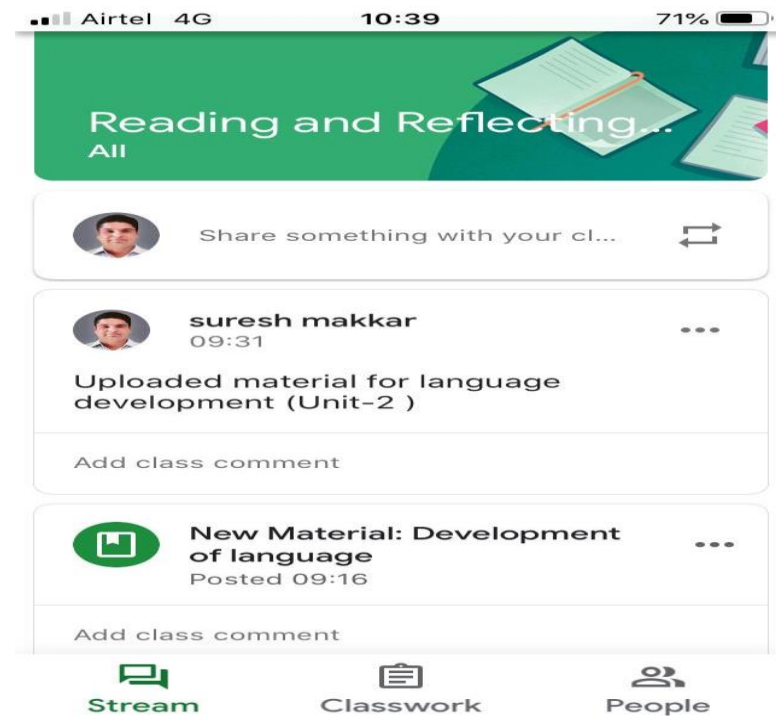 Airtel 4G 10:39 71%
Reading and Reflecting...
All
Share something with your cl...
suresh makkar
09:31
Uploaded material for language
development (Unit-2 )
Add class comment
New Material: Development
of language
Posted 09:16
Add class comment
Stream Classwork People